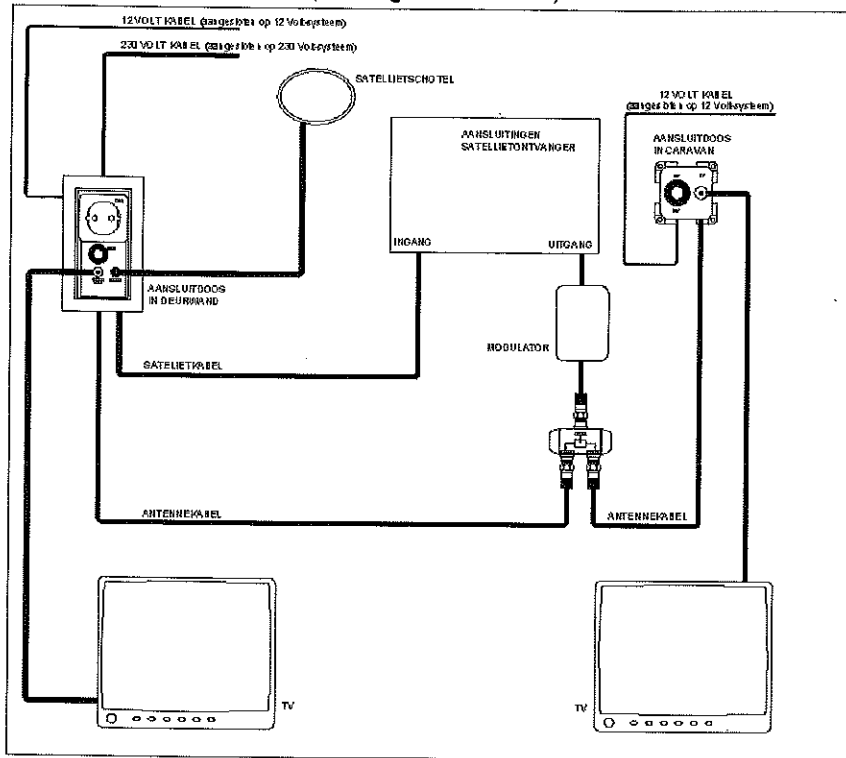 12 VOLT KABEL (aangesloten op 12 Volt-systeem)
230 VOLT KABEL (aangesloten op 230 Volt-systeem)
SATELLIETSCHOTEL
12 VOLT KABEL
(aangesloten op 12 Volt-systeem)
AANSLUITINGEN
SATELLIETONTVANGER
AANSLUITDOOS
IN CARAVAN
INGANG
UITGANG
AANSLUITDOOS
IN DEURWAND
MODULATOR
SATELIETKABEL
ANTENNEKABEL
ANTENNEKABEL
TV
TV